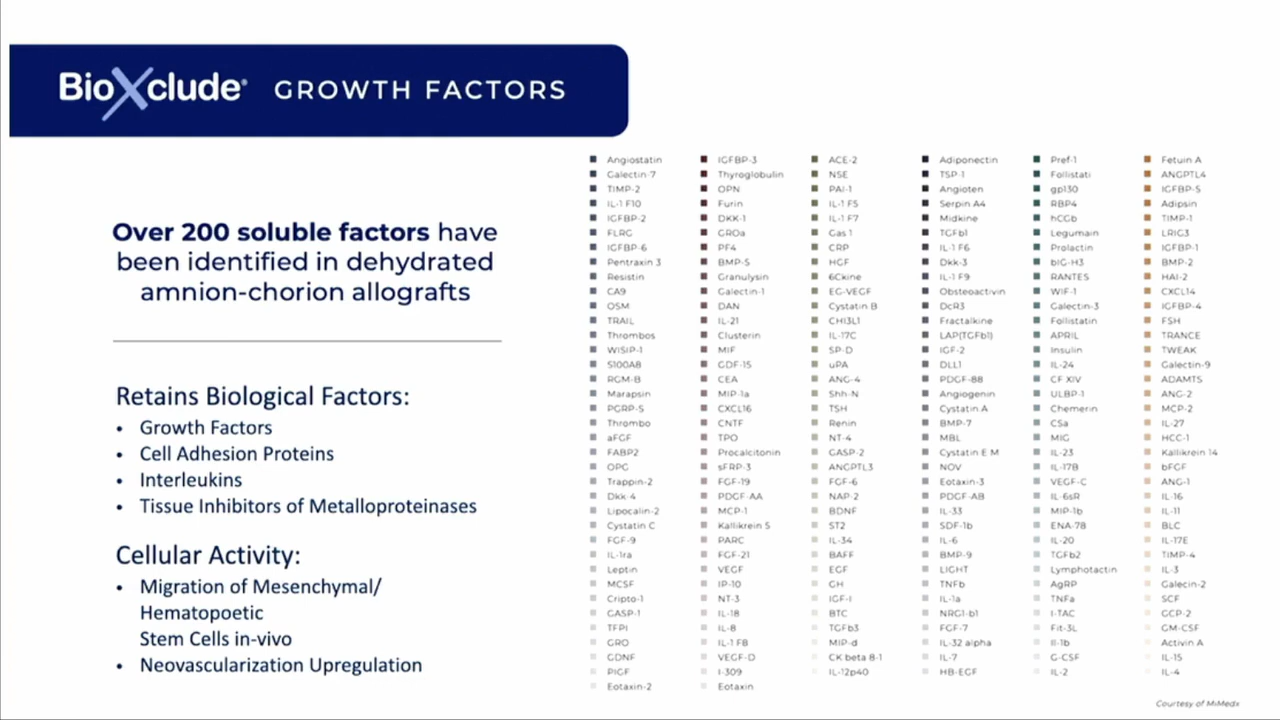 BioXclude® GROWTH FACTORS
Over 200 soluble factors have
been identified in dehydrated
amnion-chorion allografts
Retains Biological Factors:
• Growth Factors
• Cell Adhesion Proteins
• Interleukins
• Tissue Inhibitors of Metalloproteinases
Cellular Activity:
• Migration of Mesenchymal/
Hematopoetic
Stem Cells in-vivo
• Neovascularization Upregulation
Angiostatin
Galectin-7
TIMP-2
IL-1 F10
IGFBP-2
FLRG
IGFBP-6
Pentraxin 3
Resistin
CA9
OSM
TRAIL
Thrombos
WISIP-1
S100A8
RGM-B
Marapsin
PGRP-S
Thrombo
aFGF
FABP2
OPG
Trappin-2
Dkk-4
Lipocalin-2
Cystatin C
FGF-9
IL-1ra
Leptin
MCSF
Cripto-1
GASP-1
TFPI
GRO
GDNF
PIGF
Eotaxin-2
IGFBP-3
Thyroglobulin
OPN
Furin
DKK-1
GROa
PF4
BMP-5
Granulysin
Galectin-1
DAN
IL-21
Clusterin
MIF
GDF-15
CEA
MIP-1a
CXCL16
CNTF
TPO
Procalcitonin
sFRP-3
FGF-19
PDGF-AA
MCP-1
Kallikrein 5
PARC
FGF-21
VEGF
IP-10
NT-3
IL-18
IL-8
IL-1 F8
VEGF-D
I-309
Eotaxin
ACE-2
NSE
PAI-1
IL-1 F5
IL-1 F7
Gas 1
CRP
HGF
6Ckine
EG-VEGF
Cystatin B
CHI3L1
IL-17C
SP-D
uPA
ANG-4
Shh-N
TSH
Renin
NT-4
GASP-2
ANGPTL3
FGF-6
NAP-2
BDNF
ST2
IL-34
BAFF
EGF
GH
IGF-I
BTC
TGFb3
MIP-d
CK beta 8-1
IL-12p40
Adiponectin
TSP-1
Angioten
Serpin A4
Midkine
TGFb1
IL-1 F6
Dkk-3
IL-1 F9
Obsteoactivin
DcR3
Fractalkine
LAP(TGFb1)
IGF-2
DLL1
PDGF-BB
Angiogenin
Cystatin A
BMP-7
MBL
Cystatin E M
NOV
Eotaxin-3
PDGF-AB
IL-33
SDF-1b
IL-6
BMP-9
LIGHT
TNFb
IL-1a
NRG1-b1
FGF-7
IL-32 alpha
IL-7
HB-EGF
Pref-1
Follistati
gp130
RBP4
hCGb
Legumain
Prolactin
bIG-H3
RANTES
WIF-1
Galectin-3
Follistatin
APRIL
Insulin
IL-24
CF XIV
ULBP-1
Chemerin
C5a
MIG
IL-23
IL-17B
VEGF-C
IL-6sR
MIP-1b
ENA-78
IL-20
TGFb2
Lymphotactin
AgRP
TNFa
I-TAC
Fit-3L
Il-1b
G-CSF
IL-2
Fetuin A
ANGPTL4
IGFBP-5
Adipsin
TIMP-1
LRIG3
IGFBP-1
BMP-2
HAI-2
CXCL14
IGFBP-4
FSH
TRANCE
TWEAK
Galectin-9
ADAMTS
ANG-2
MCP-2
IL-27
HCC-1
Kallikrein 14
bFGF
ANG-1
IL-16
IL-11
BLC
IL-17E
TIMP-4
IL-3
Galecin-2
SCF
GCP-2
GM-CSF
Activin A
IL-15
IL-4
Courtesy of MiMedx